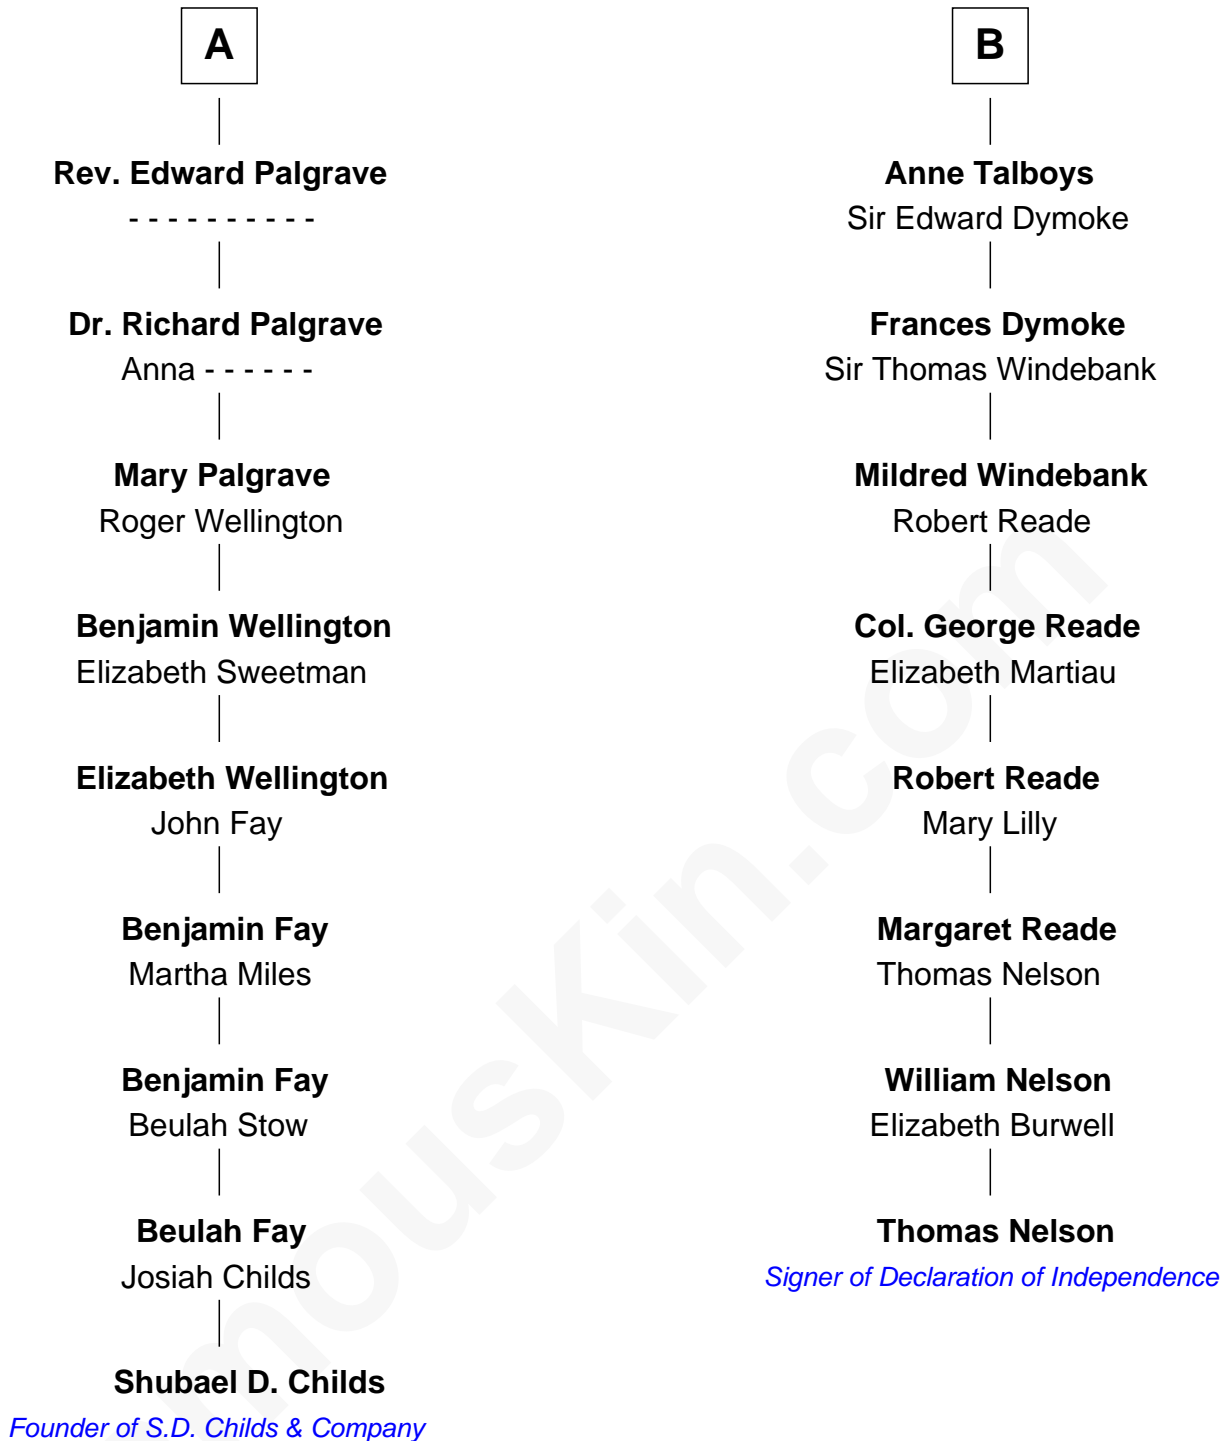 A
Rev. Edward Palgrave
- - - - - - - - - -
Dr. Richard Palgrave
Anna - - - - - -
Mary Palgrave
Roger Wellington
Benjamin Wellington
Elizabeth Sweetman
Elizabeth Wellington
John Fay
Benjamin Fay
Martha Miles
Benjamin Fay
Beulah Stow
Beulah Fay
Josiah Childs
Shubael D. Childs
Founder of S.D. Childs & Company
B
Anne Talboys
Sir Edward Dymoke
Frances Dymoke
Sir Thomas Windebank
Mildred Windebank
Robert Reade
Col. George Reade
Elizabeth Martiau
Robert Reade
Mary Lilly
Margaret Reade
Thomas Nelson
William Nelson
Elizabeth Burwell
Thomas Nelson
Signer of Declaration of Independence
mousKin.com